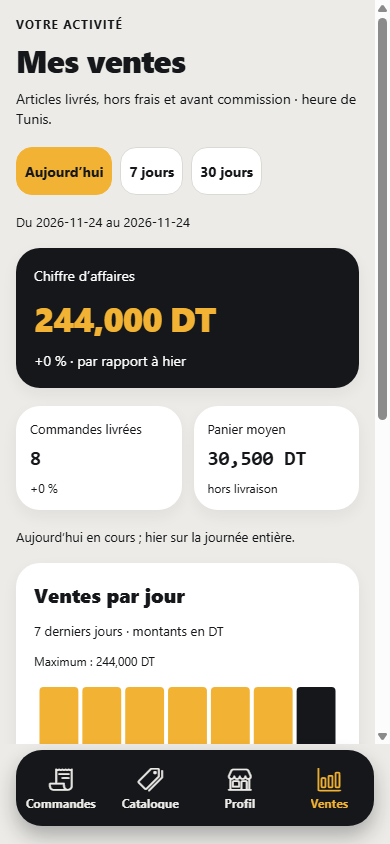 VOTRE ACTIVITÉ
Mes ventes
Articles livrés, hors frais et avant commission · heure de
Tunis.
Aujourd’hui
7 jours
30 jours
Du 2026-11-24 au 2026-11-24
Chiffre d’affaires
244,000 DT
+0 % · par rapport à hier
Commandes livrées
8
+0 %
Panier moyen
30,500 DT
hors livraison
Aujourd’hui en cours ; hier sur la journée entière.
Ventes par jour
7 derniers jours · montants en DT
Maximum : 244,000 DT
Commandes
Catalogue
Profil
Ventes